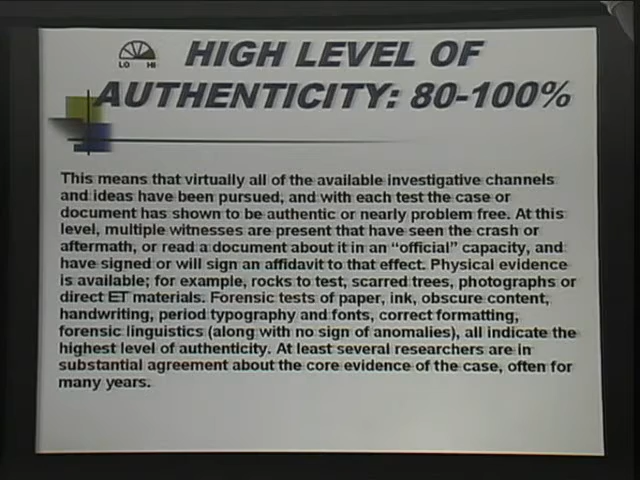 HIGH LEVEL OF
LO HI
AUTHENTICITY: 80-100%
This means that virtually all of the available investigative channels
and ideas have been pursued, and with each test the case or
document has shown to be authentic or nearly problem free. At this
level, multiple witnesses are present that have seen the crash or
aftermath, or read a document about it in an “official” capacity, and
have signed or will sign an affidavit to that effect. Physical evidence
is available; for example, rocks to test, scarred trees, photographs or
direct ET materials. Forensic tests of paper, ink, obscure content,
handwriting, period typography and fonts, correct formatting,
forensic linguistics (along with no sign of anomalies), all indicate the
highest level of authenticity. At least several researchers are in
substantial agreement about the core evidence of the case, often for
many years.